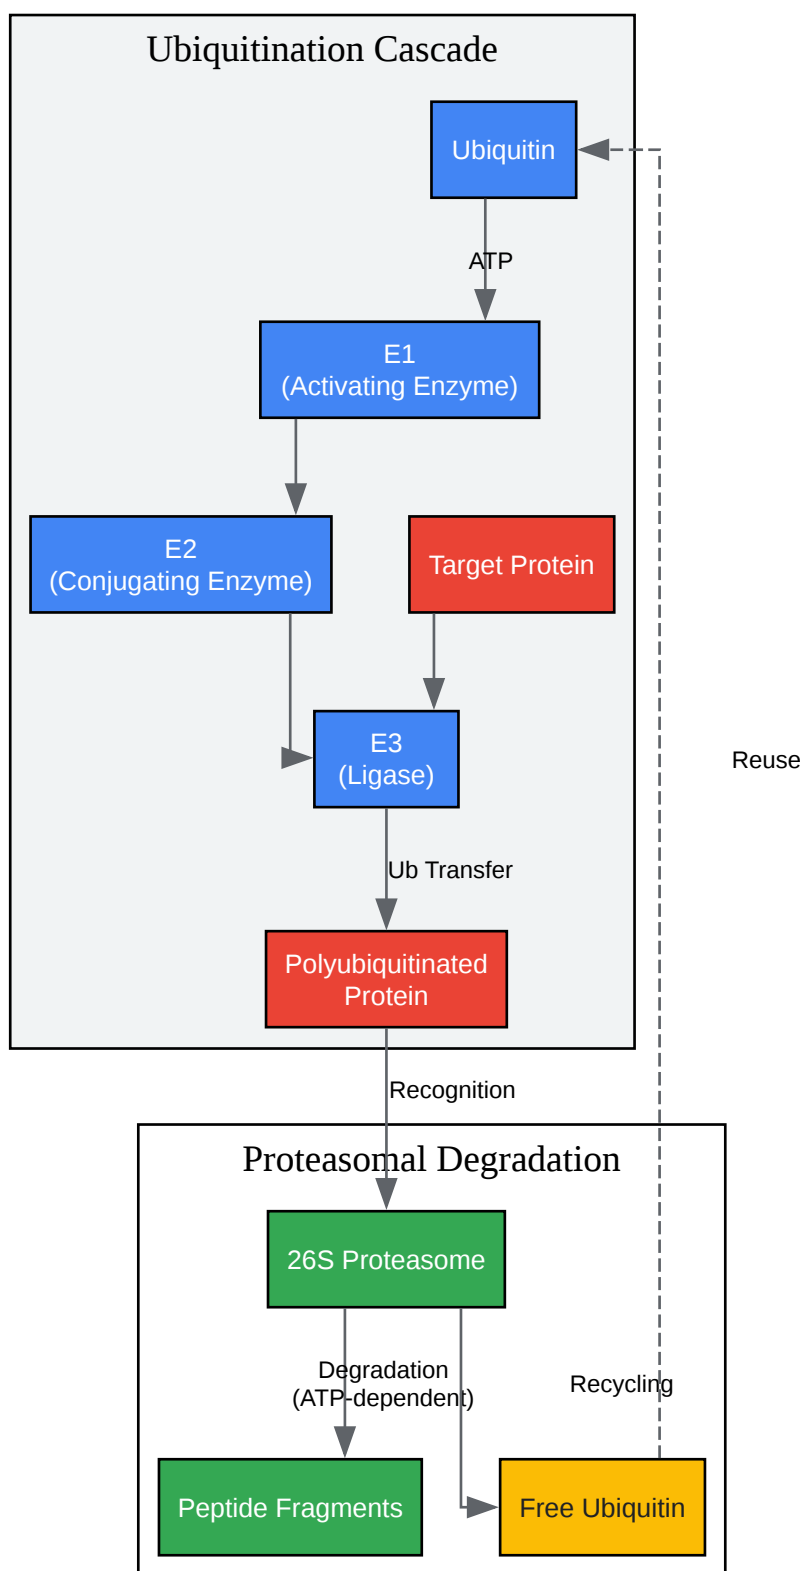 Ubiquitination Cascade
Ubiquitin
ATP
E1
(Activating Enzyme)
E2
(Conjugating Enzyme)
Target Protein
E3
(Ligase)
Reuse
Ub Transfer
Polyubiquitinated
Protein
Recognition
Proteasomal Degradation
26S Proteasome
Degradation
(ATP-dependent)
Recycling
Peptide Fragments
Free Ubiquitin